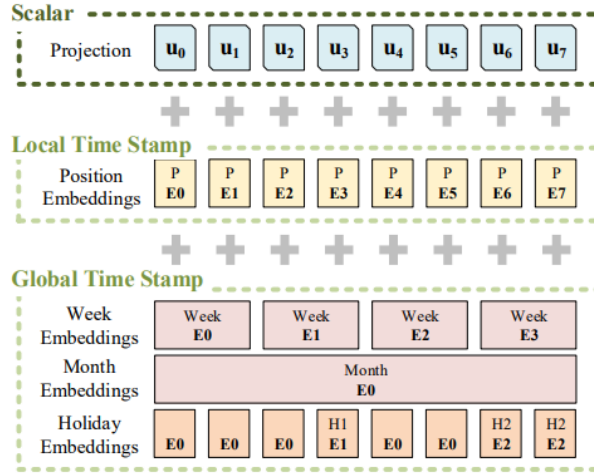 Scalar
Projection u0 u1 u2 u3 u4 u5 u6 u7
Local Time Stamp
Position Embeddings
P P P P P P P P
E0 E1 E2 E3 E4 E5 E6 E7
Global Time Stamp
Week Embeddings
Week Week Week Week
E0 E1 E2 E3
Month Embeddings
Month
E0
Holiday Embeddings
H1 H2 H2
E0 E0 E0 E1 E0 E0 E2 E2